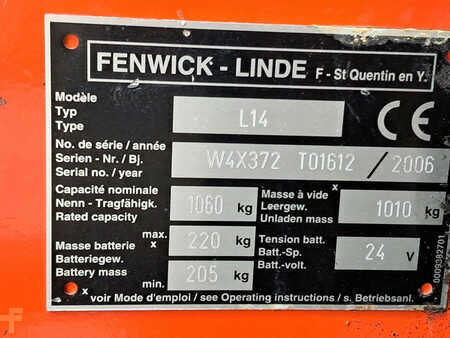 FENWICK - LINDE F - St Quentin en Y.
Modèle
Typ
Type
L14
CE
No. de série / année
Serien - Nr. / Bj.
Serial no. / year
W4X372 T01612 / 2006
Capacité nominale
Nenn - Tragfähigk.
Rated capacity
1060 kg
Masse à vide
Leergew.
Unladen mass
x
1010 kg
Masse batterie
Batteriegew.
Battery mass
max.
x
220 kg
205 kg
min.
x
Tension batt.
Batt.-Sp.
Batt.-volt.
24 v
x voir Mode d'emploi / see Operating instructions / s. Betriebsanl.
0009382701